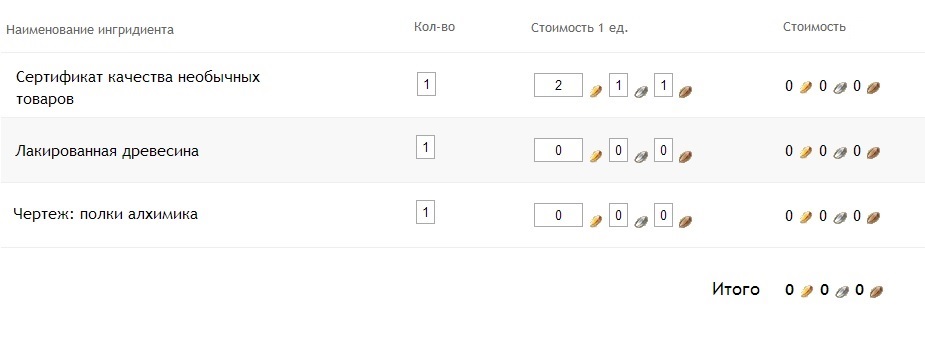 Наименование ингридиента Кол-во Стоимость 1 ед. Стоимость
Сертификат качества необычных
товаров 1 2 1 1 0 0 0
Лакированная древесина 1 0 0 0 0 0 0
Чертеж: полки алхимика 1 0 0 0 0 0 0
Итого 0 0 0